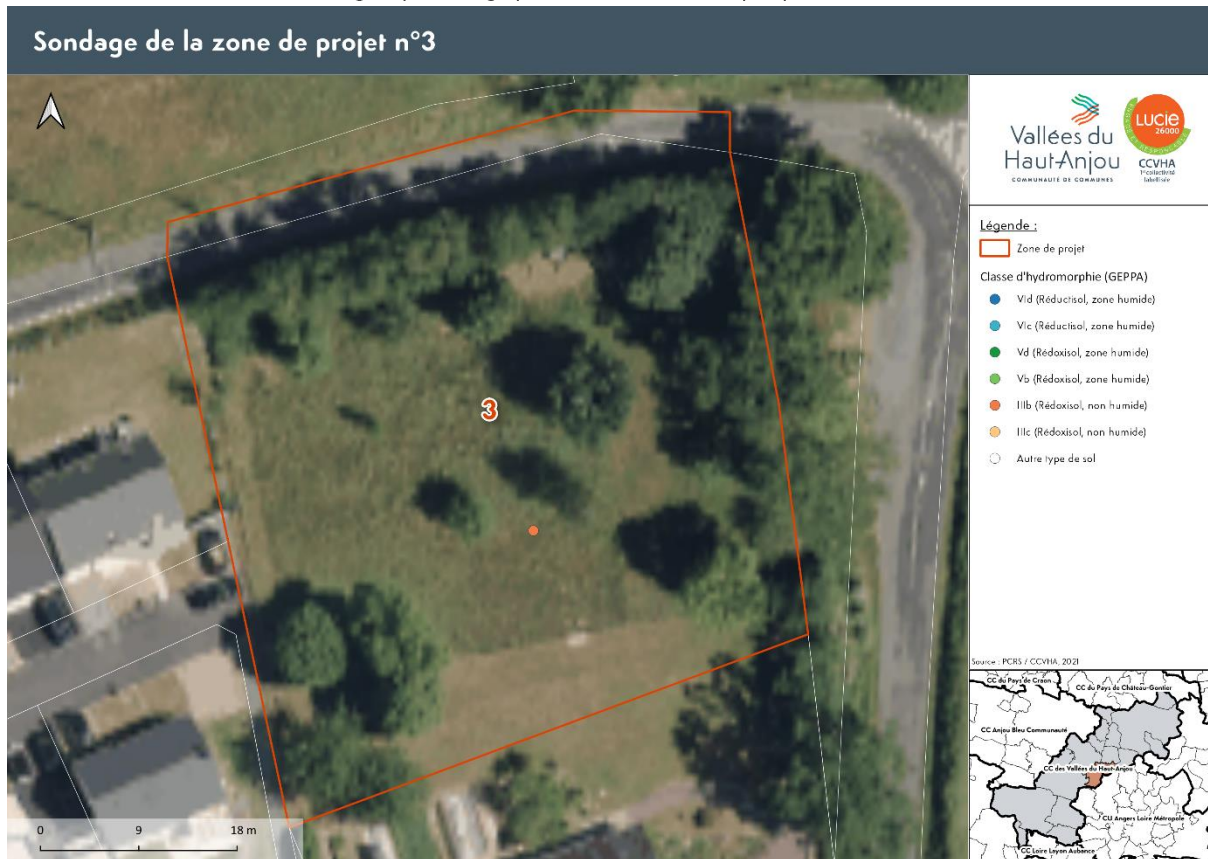 Sondage de la zone de projet n°3
Vallées du
Haut-Anjou
COMMUNAUTÉ DE COMMUNES
LUCIE
26000
CCVHA
1re collectivité
labellisée
Légende :
Zone de projet
Classe d'hydromorphie (GEPPA)
VId (Réductisol, zone humide)
VIc (Réductisol, zone humide)
Vd (Rédoxisol, zone humide)
Vb (Rédoxisol, zone humide)
IIIb (Rédoxisol, non humide)
IIIc (Rédoxisol, non humide)
Autre type de sol
3
0 9 18 m
Source : PCRS / CCVHA, 2021
CC du Pays de Craon
CC du Pays de Château-Gontier
CC Anjou Bleu Communauté
CC des Vallées du Haut-Anjou
CU Angers Loire Métropole
CC Loire Layon Aubance